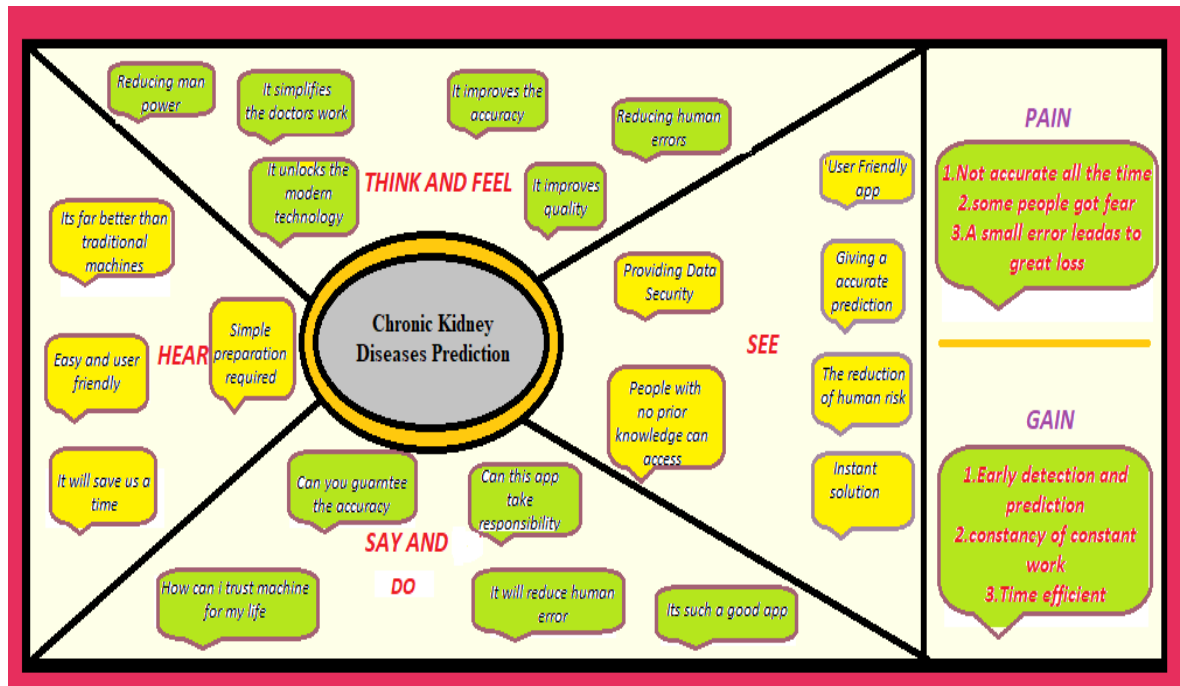 Reducing man
power
It simplifies
the doctors work
It improves the
accuracy
Reducing human
errors
It unlocks the
modern
technology
THINK AND FEEL
It improves
quality
Its far better than
traditional
machines
HEAR
Simple
preparation
required
Easy and user
friendly
It will save us a
time
Chronic Kidney
Diseases Prediction
'User Friendly
app
Providing Data
Security
Giving a
accurate
prediction
SEE
People with
no prior
knowledge can
access
The reduction
of human risk
Instant
solution
Can you guarntee
the accuracy
Can this app
take
responsibility
SAY AND
DO
How can i trust machine
for my life
It will reduce human
error
Its such a good app
PAIN
1.Not accurate all the time
2.some people got fear
3.A small error leadas to
great loss
GAIN
1.Early detection and
prediction
2.constancy of constant
work
3.Time efficient